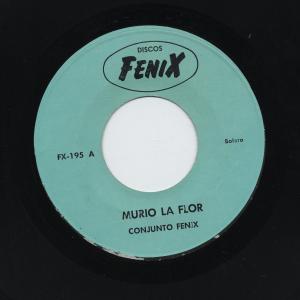 DISCOS
FENIX
FX-195 A
Bolero
MURIO LA FLOR
CONJUNTO FENIX